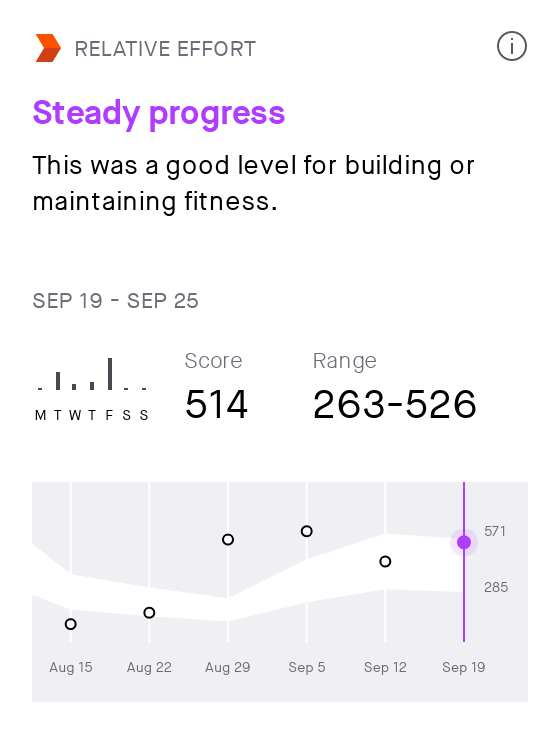 RELATIVE EFFORT
Steady progress
This was a good level for building or
maintaining fitness.
SEP 19 - SEP 25
Score
Range
M T W T F S S
514
263-526
571
285
Aug 15
Aug 22
Aug 29
Sep 5
Sep 12
Sep 19